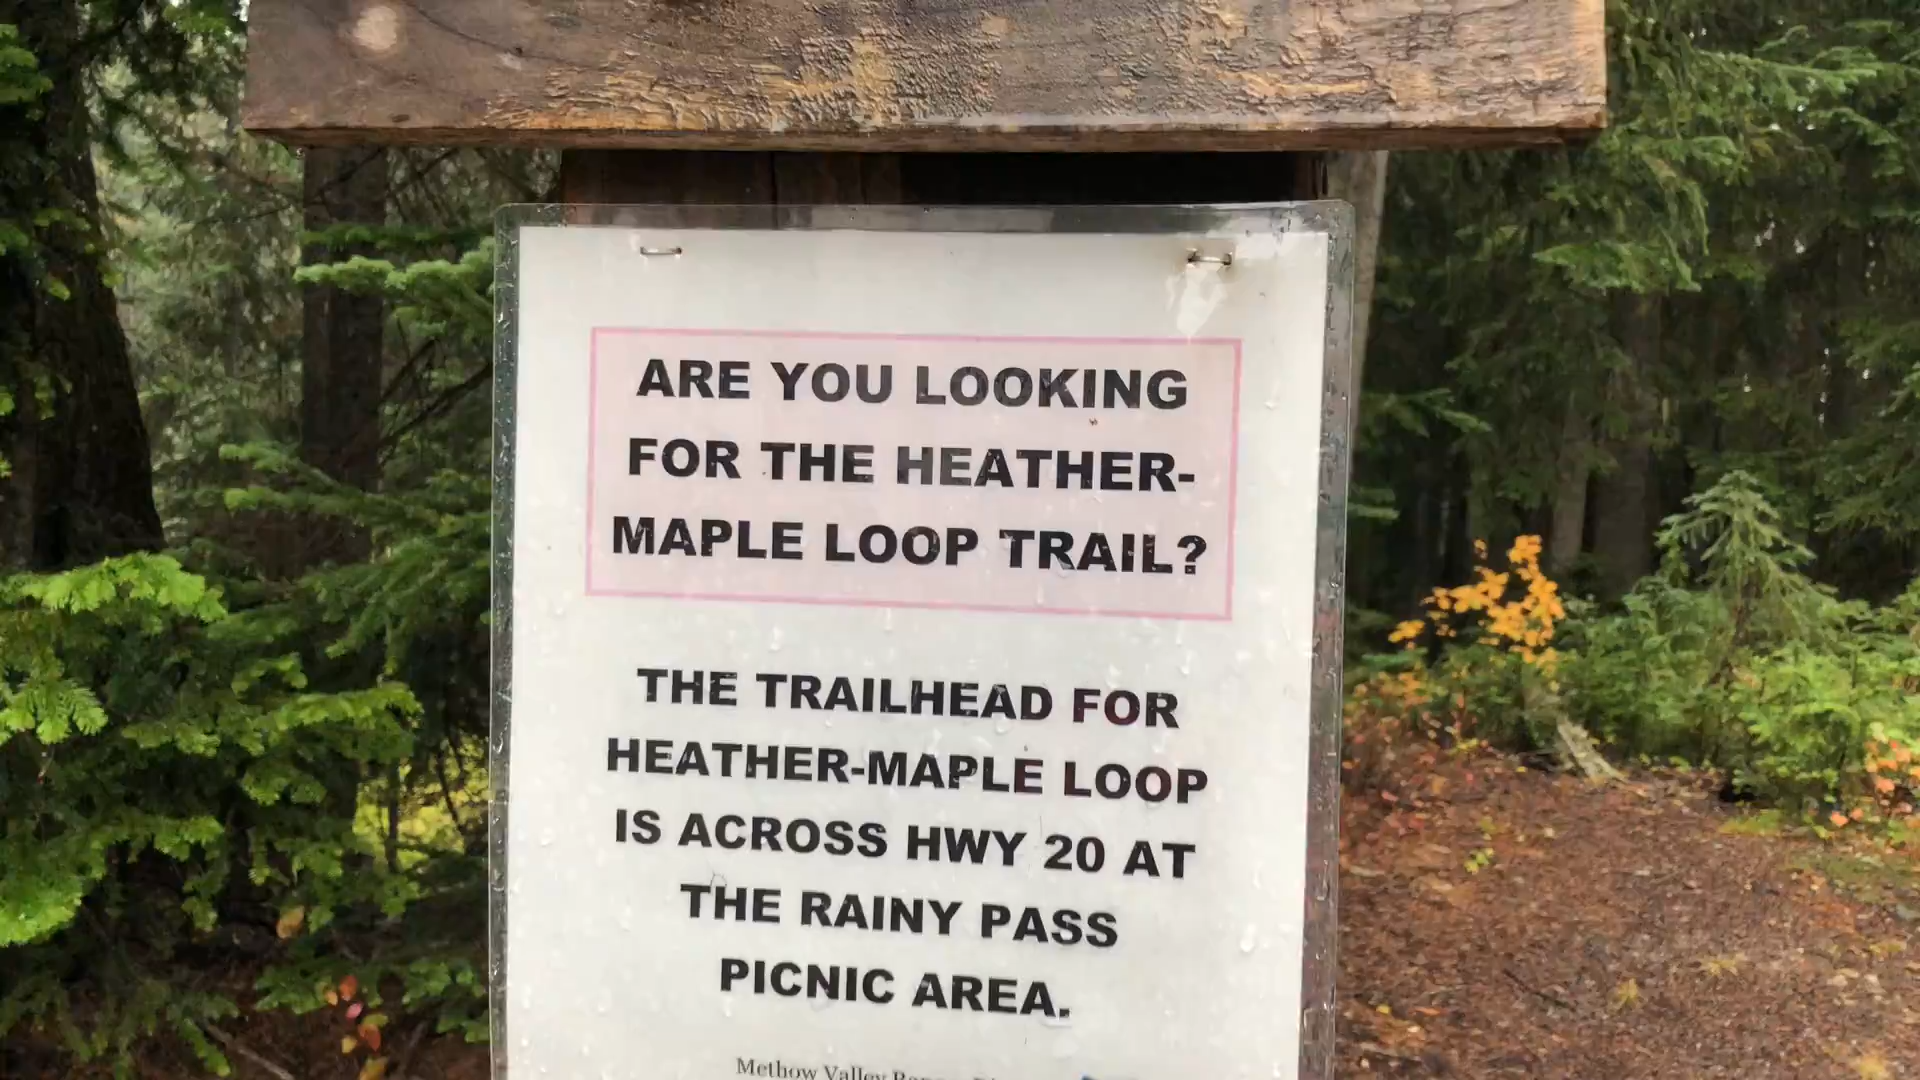 ARE YOU LOOKING
FOR THE HEATHER-
MAPLE LOOP TRAIL?
THE TRAILHEAD FOR
HEATHER-MAPLE LOOP
IS ACROSS HWY 20 AT
THE RAINY PASS
PICNIC AREA.
Methow Valley